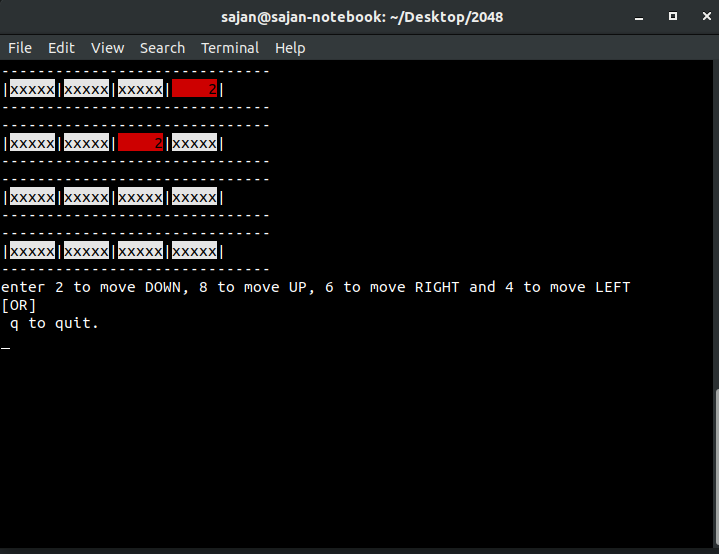 sajan@sajan-notebook: ~/Desktop/2048
File Edit View Search Terminal Help
------------------------------
|xxxxx|xxxxx|xxxxx|    2|
------------------------------
------------------------------
|xxxxx|xxxxx|    2|xxxxx|
------------------------------
------------------------------
|xxxxx|xxxxx|xxxxx|xxxxx|
------------------------------
------------------------------
|xxxxx|xxxxx|xxxxx|xxxxx|
------------------------------
enter 2 to move DOWN, 8 to move UP, 6 to move RIGHT and 4 to move LEFT
[OR]
 q to quit.
_